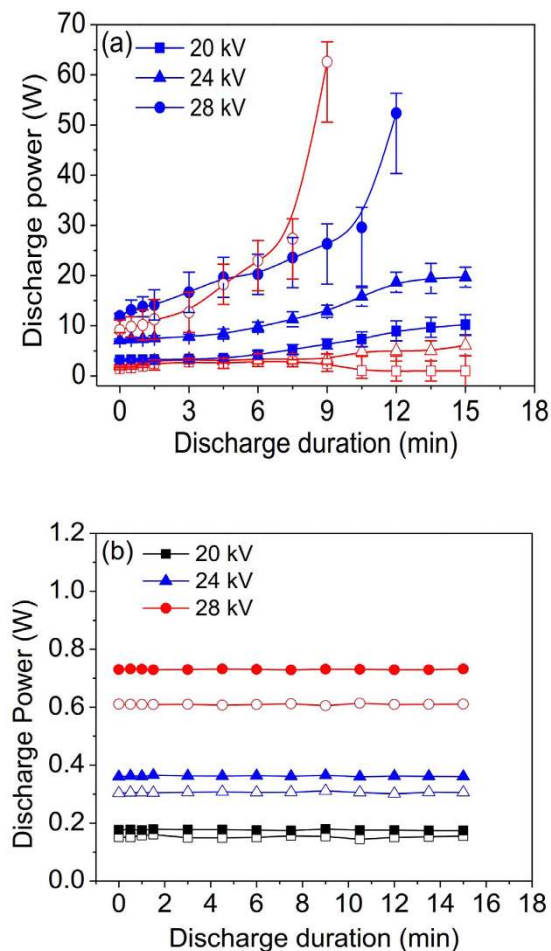 (a)
20 kV
24 kV
28 kV
Discharge power (W)
70
60
50
40
30
20
10
0
0 3 6 9 12 15 18
Discharge duration (min)
(b)
20 kV
24 kV
28 kV
Discharge Power (W)
1.2
1.0
0.8
0.6
0.4
0.2
0.0
0 2 4 6 8 10 12 14 16 18
Discharge duration (min)